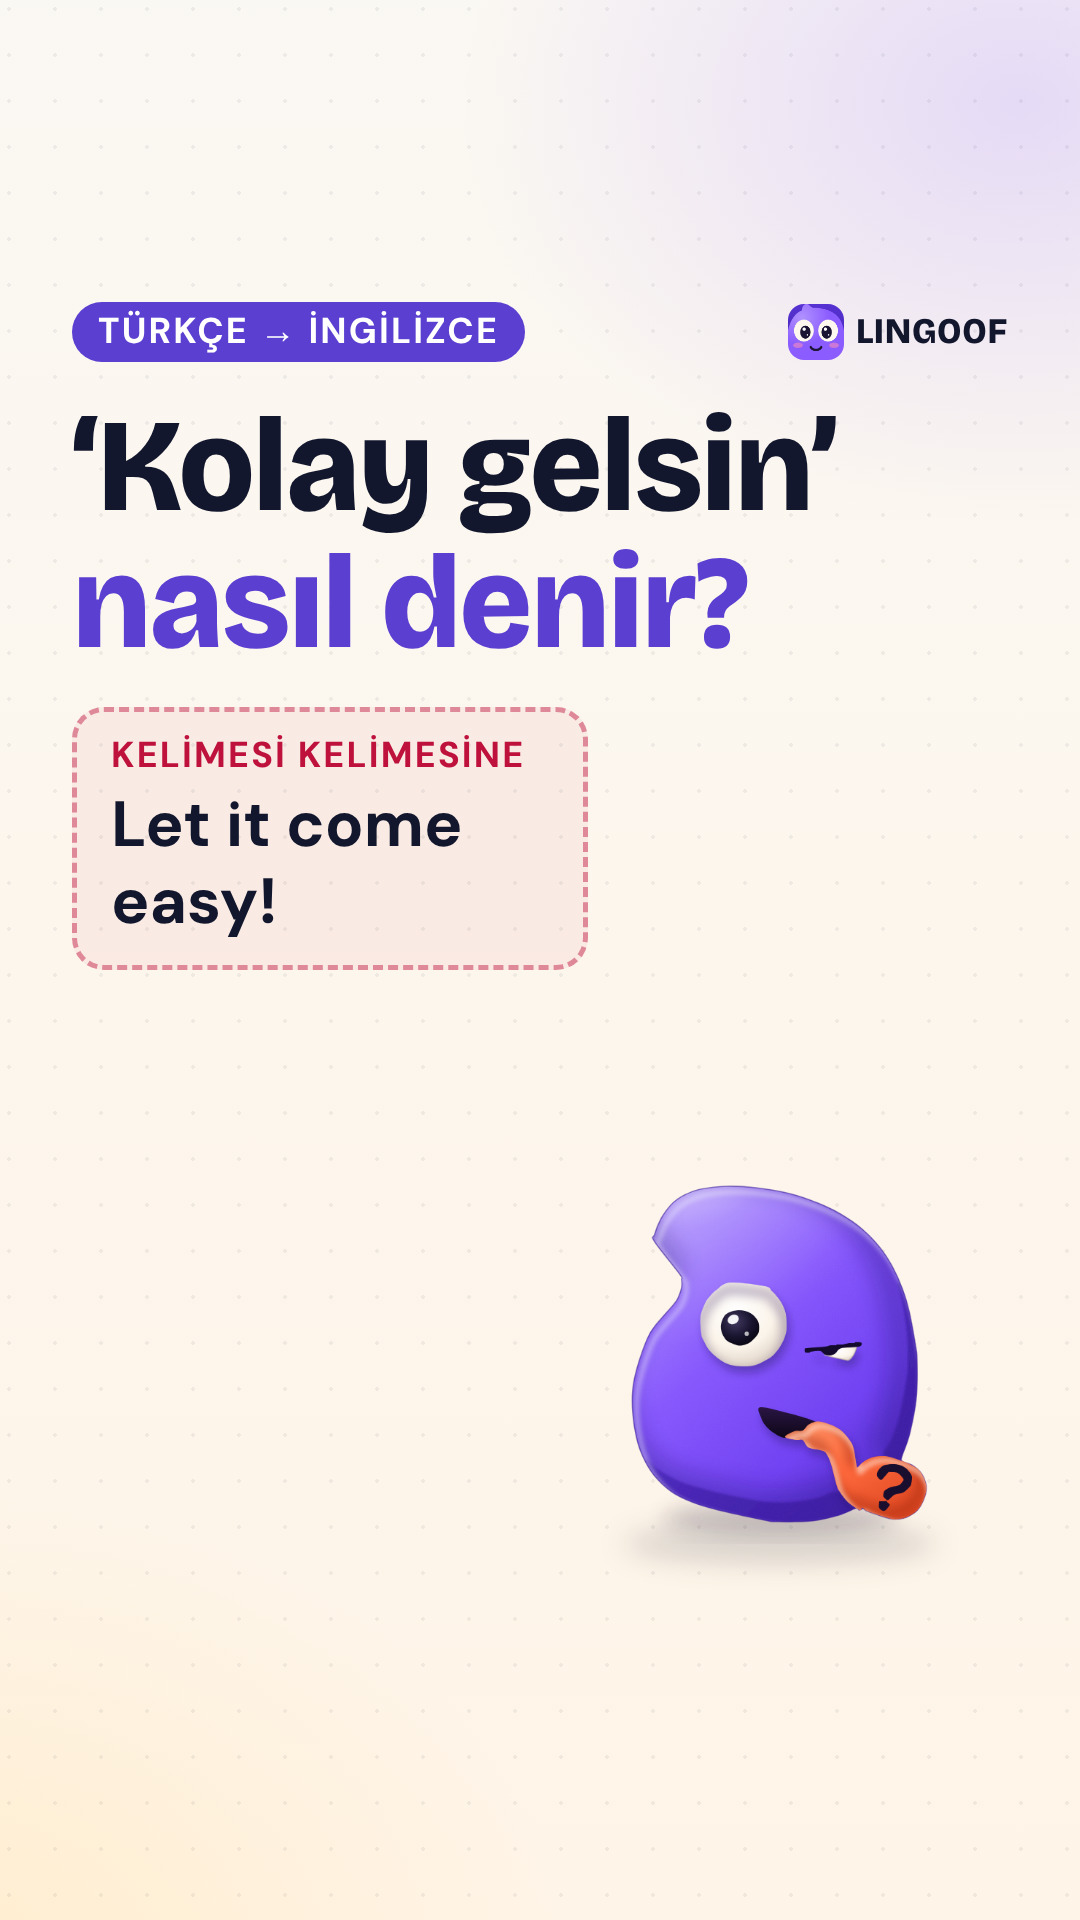 TÜRKÇE → İNGİLİZCE
LINGOOF
‘Kolay gelsin’
nasıl denir?
KELİMESİ KELİMESİNE
Let it come
easy!
?